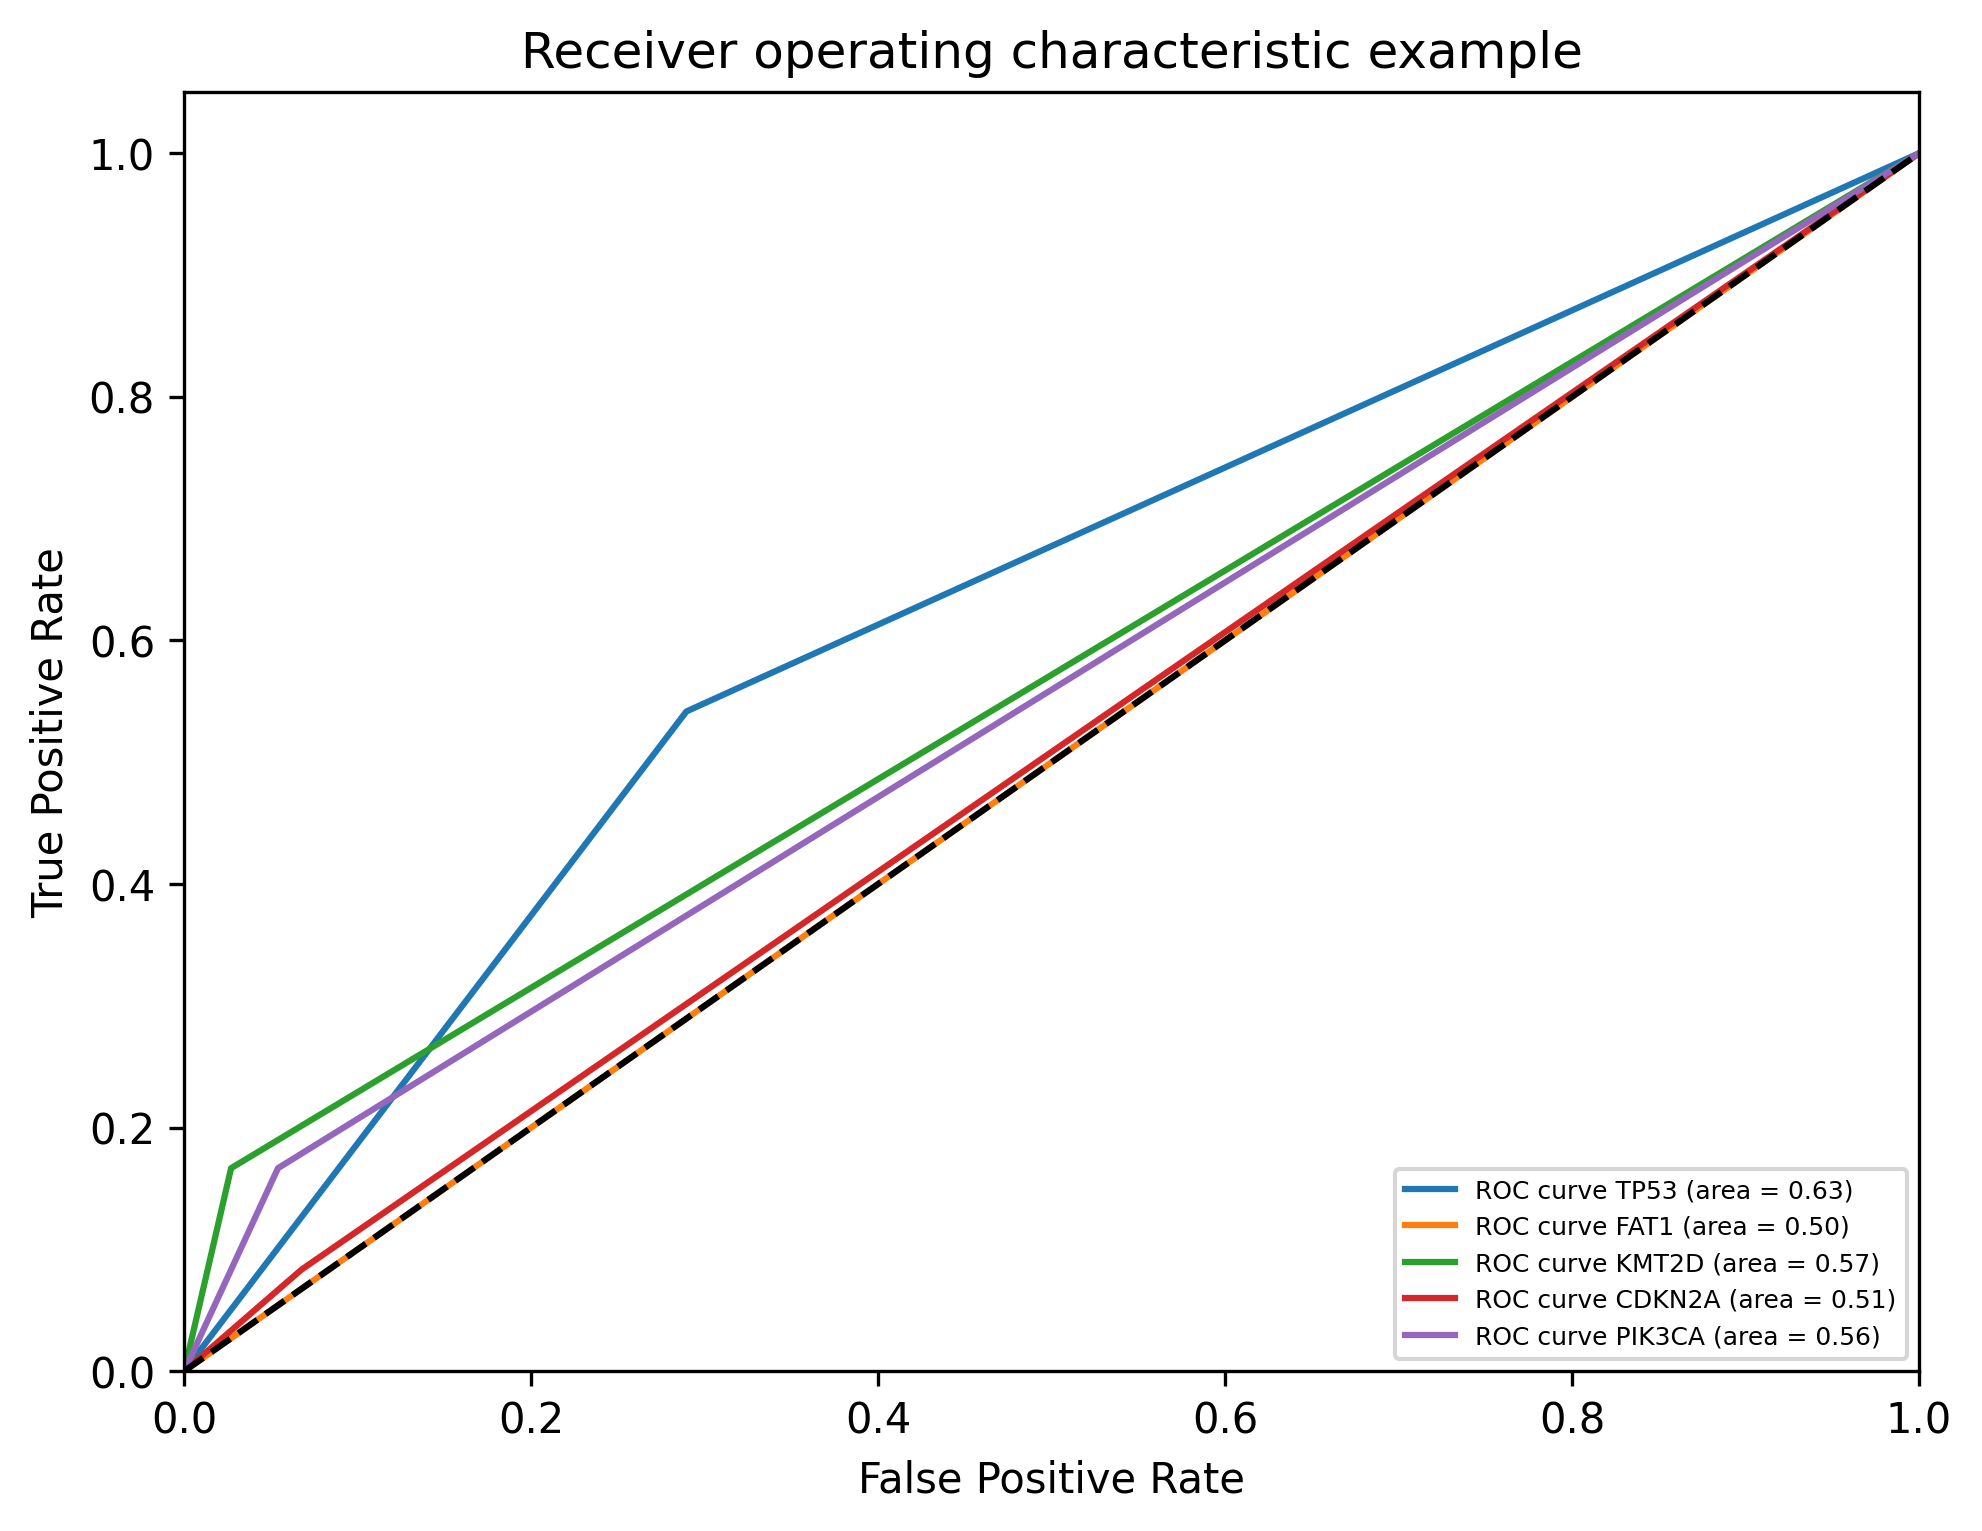 Receiver operating characteristic example
1.0
0.8
0.6
0.4
0.2
0.0
True Positive Rate
0.0 0.2 0.4 0.6 0.8 1.0
False Positive Rate
ROC curve TP53 (area = 0.63)
ROC curve FAT1 (area = 0.50)
ROC curve KMT2D (area = 0.57)
ROC curve CDKN2A (area = 0.51)
ROC curve PIK3CA (area = 0.56)